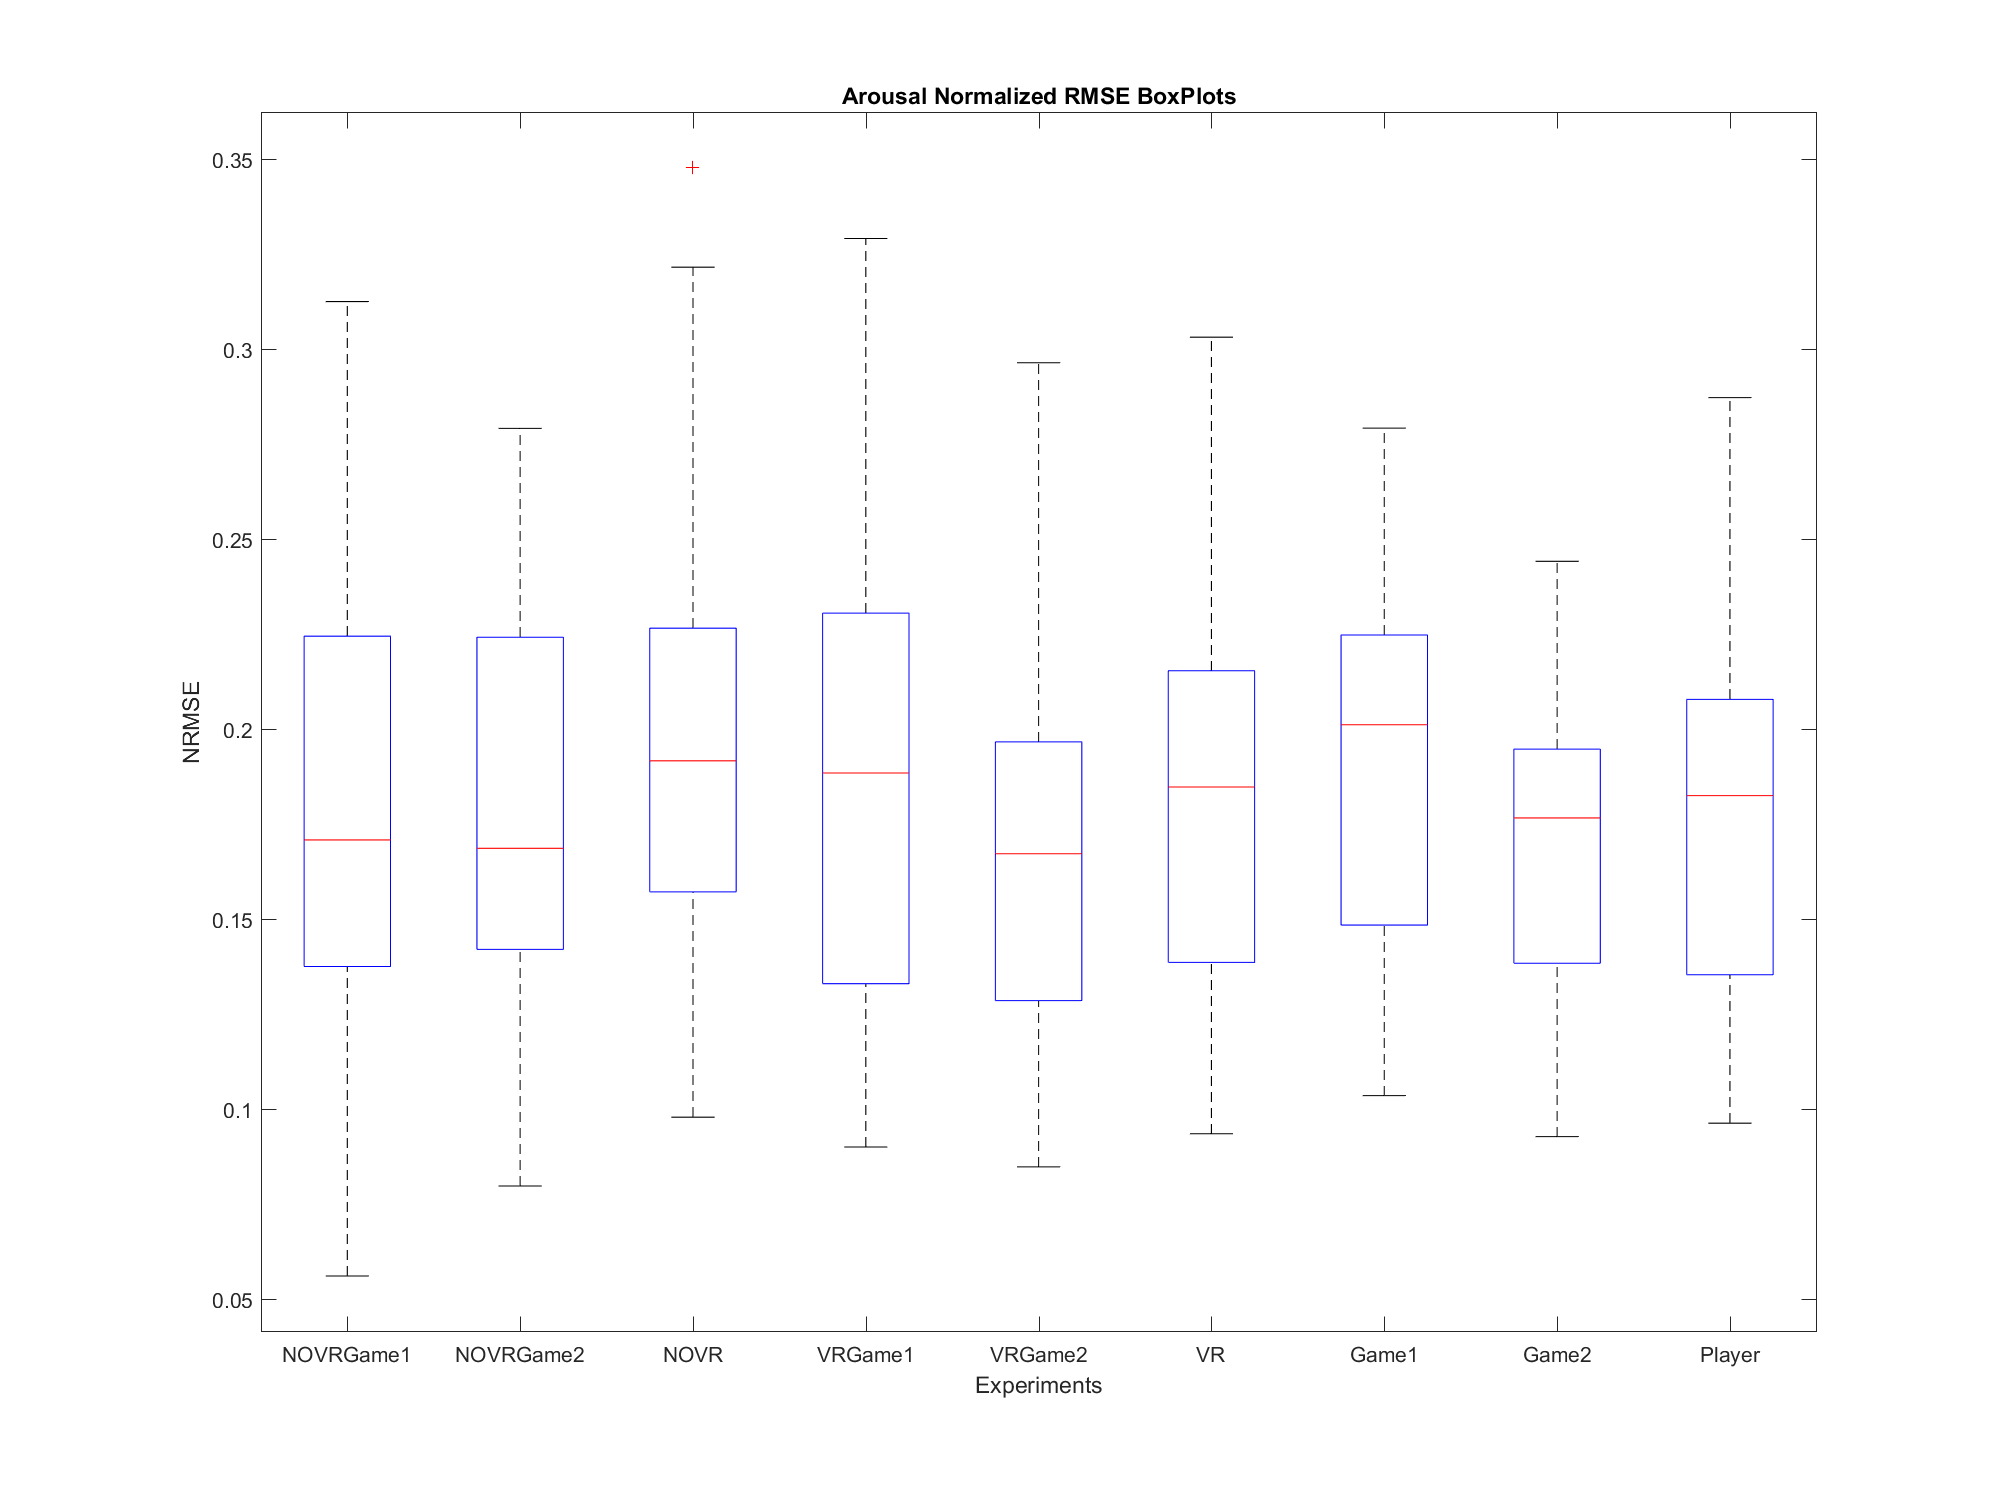 Arousal Normalized RMSE BoxPlots
0.35
0.3
0.25
0.2
0.15
0.1
0.05
NRMSE
NOVRGame1 NOVRGame2 NOVR VRGame1 VRGame2 VR Game1 Game2 Player
Experiments